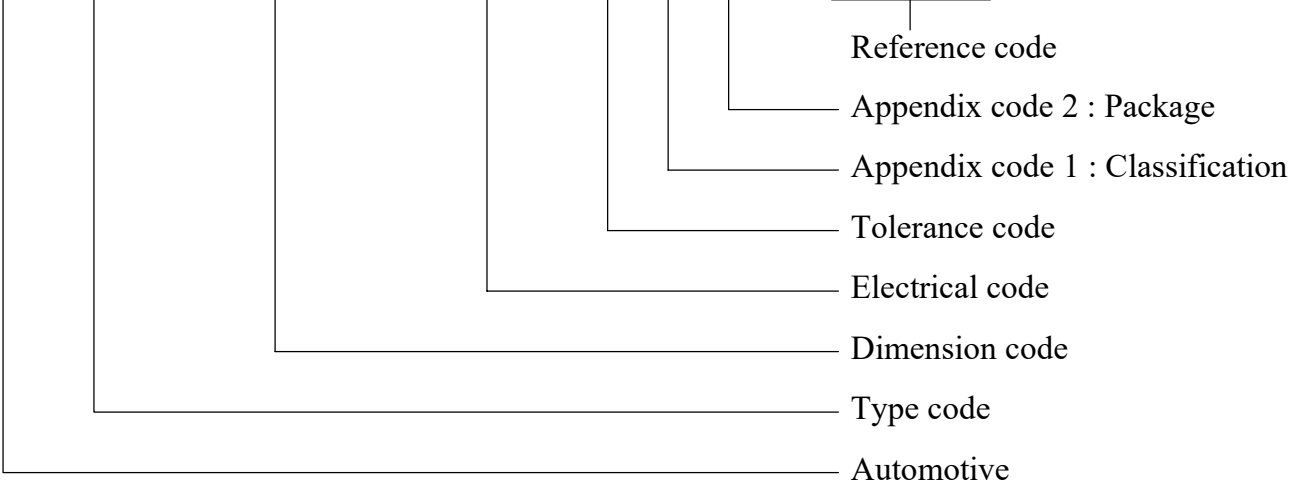 Reference code
Appendix code 2 : Package
Appendix code 1 : Classification
Tolerance code
Electrical code
Dimension code
Type code
Automotive